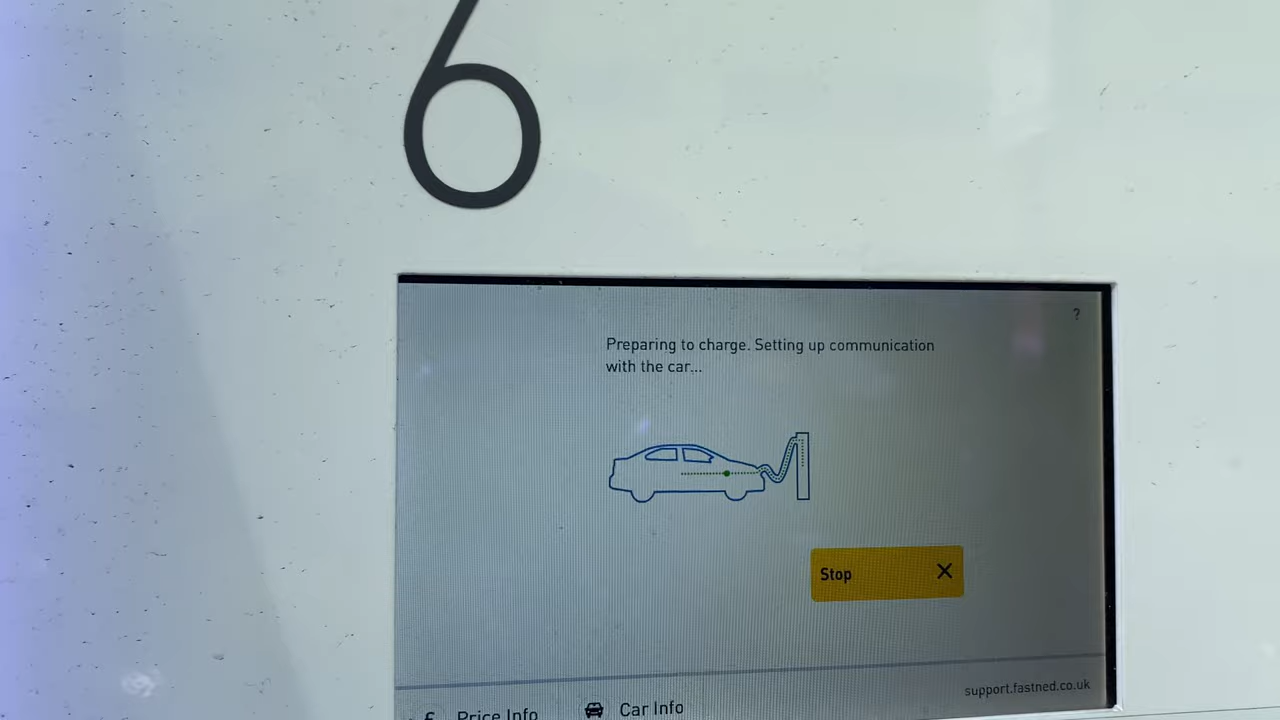 6
?
Preparing to charge. Setting up communication
with the car...
Stop X
support.fastned.co.uk
£ Price Info Car Info